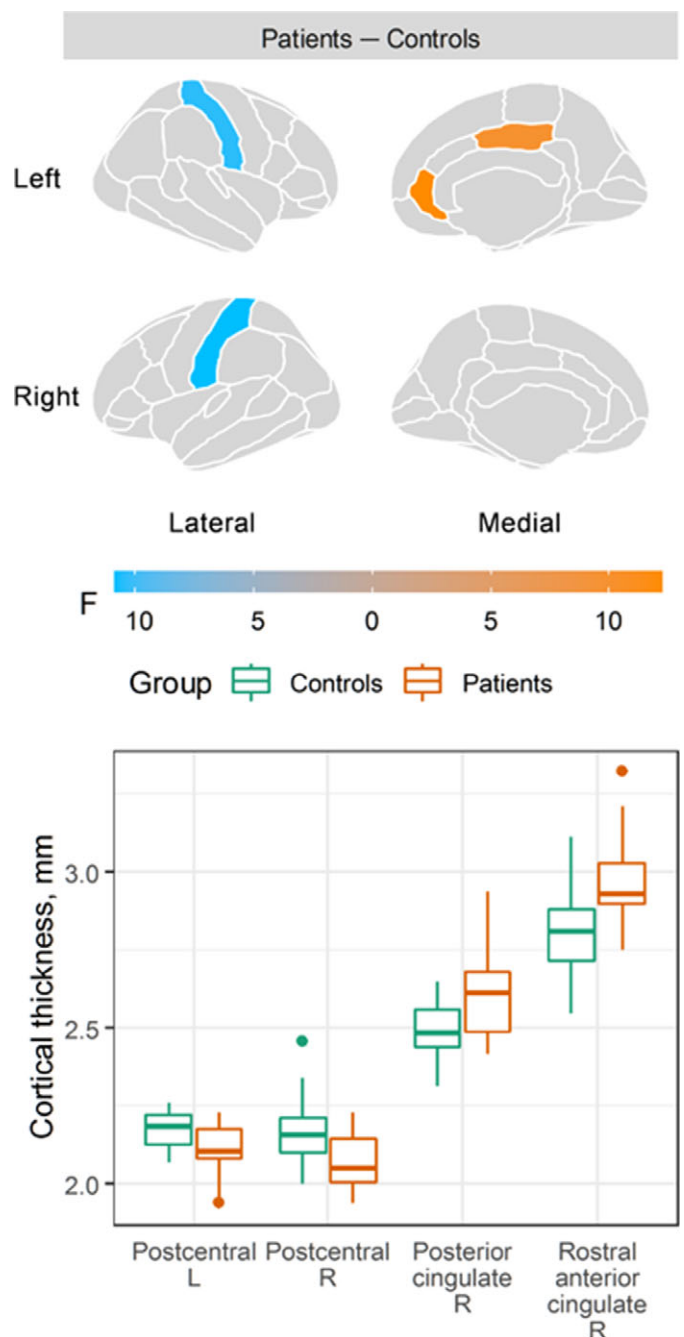 Patients — Controls
Left
Right
Lateral
Medial
F
10
5
0
5
10
Group
Controls
Patients
Cortical thickness, mm
3.0
2.5
2.0
Postcentral
L
Postcentral
R
Posterior
cingulate
R
Rostral
anterior
cingulate
R